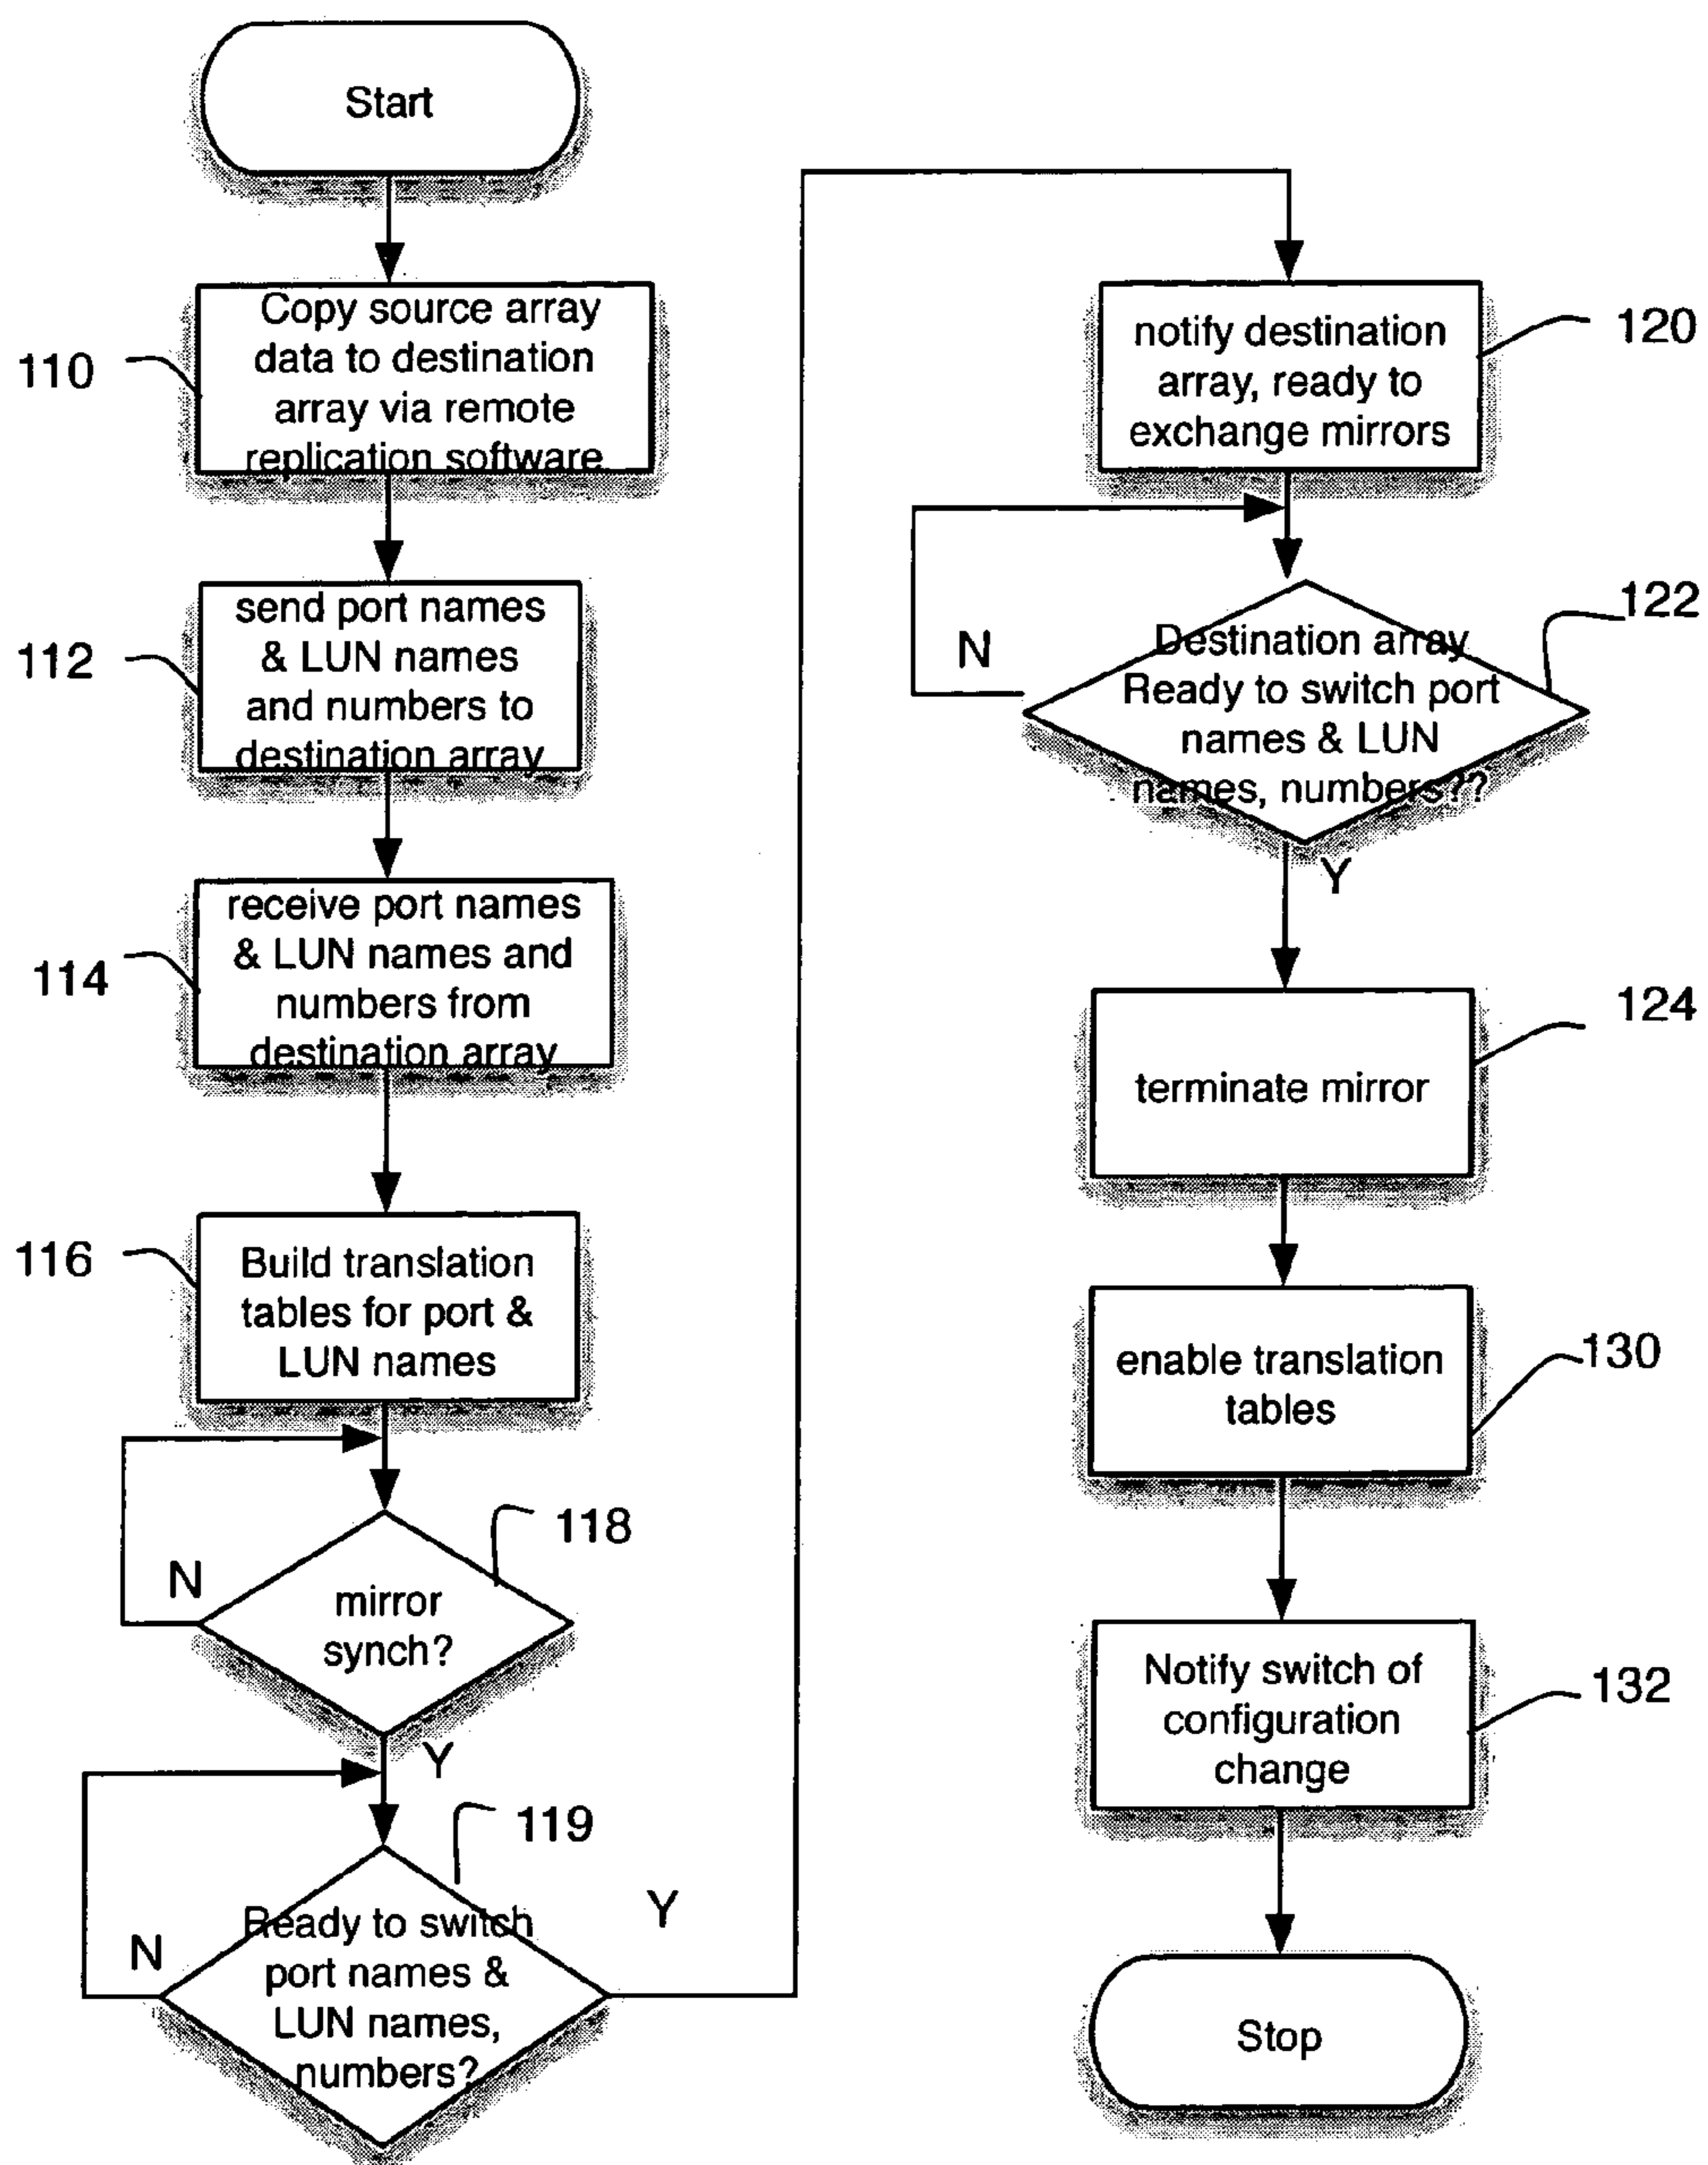 Start
110
Copy source array
data to destination
array via remote
replication software
112
send port names
& LUN names
and numbers to
destination array
114
receive port names
& LUN names and
numbers from
destination array
116
Build translation
tables for port &
LUN names
118
N
mirror
synch?
Y
119
N
Ready to switch
port names &
LUN names,
numbers?
Y
120
notify destination
array, ready to
exchange mirrors
122
N
Destination array
Ready to switch port
names & LUN
names, numbers??
Y
124
terminate mirror
130
enable translation
tables
132
Notify switch of
configuration
change
Stop